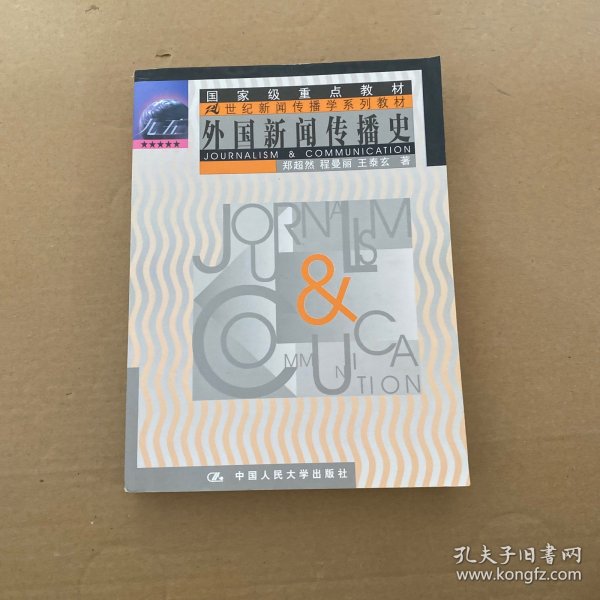 国家级重点教材
21世纪新闻传播学系列教材
九五
外国新闻传播史
JOURNALISM & COMMUNICATION
郑超然 程曼丽 王泰玄 著
JOURNALISM
&
COMMUNICATION
中国人民大学出版社
孔夫子旧书网
www.kongfz.com